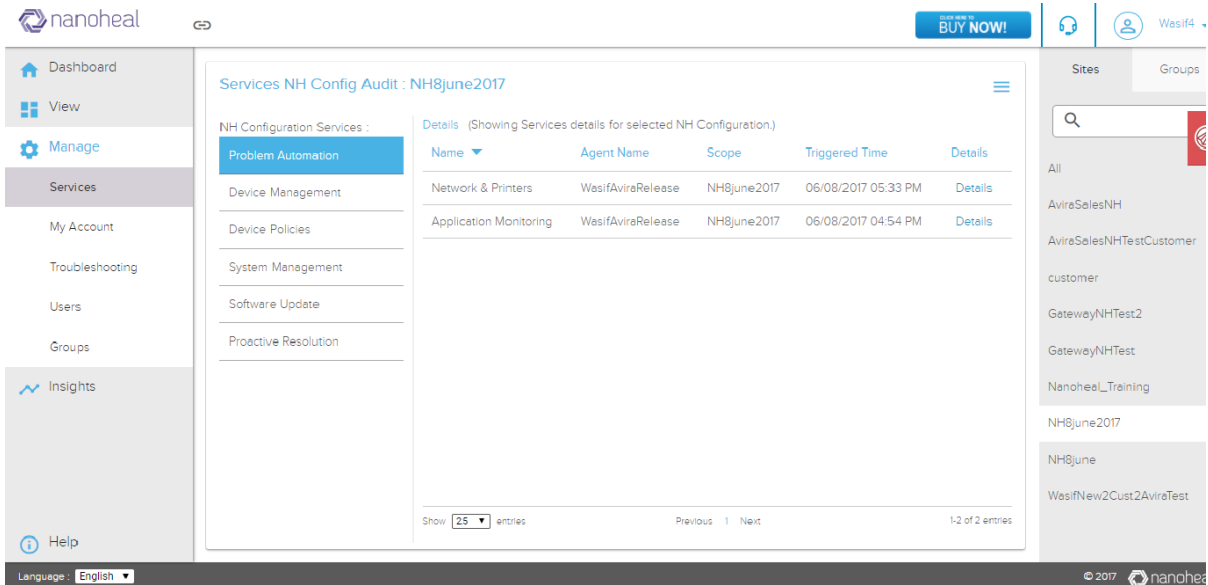 nanoheal
CLICK HERE TO
BUY NOW!
Wasif4
Dashboard
View
Manage
Services
My Account
Troubleshooting
Users
Groups
Insights
Help
Services NH Config Audit : NH8june2017
NH Configuration Services :
Problem Automation
Device Management
Device Policies
System Management
Software Update
Proactive Resolution
Details (Showing Services details for selected NH Configuration.)
Name Agent Name Scope Triggered Time Details
Network & Printers WasifAviraRelease NH8june2017 06/08/2017 05:33 PM Details
Application Monitoring WasifAviraRelease NH8june2017 06/08/2017 04:54 PM Details
Show 25 entries Previous 1 Next 1-2 of 2 entries
Sites Groups
All
AviraSalesNH
AviraSalesNHTestCustomer
customer
GatewayNHTest2
GatewayNHTest
Nanoheal_Training
NH8june2017
NH8june
WasifNew2Cust2AviraTest
Language : English
© 2017 nanoheal